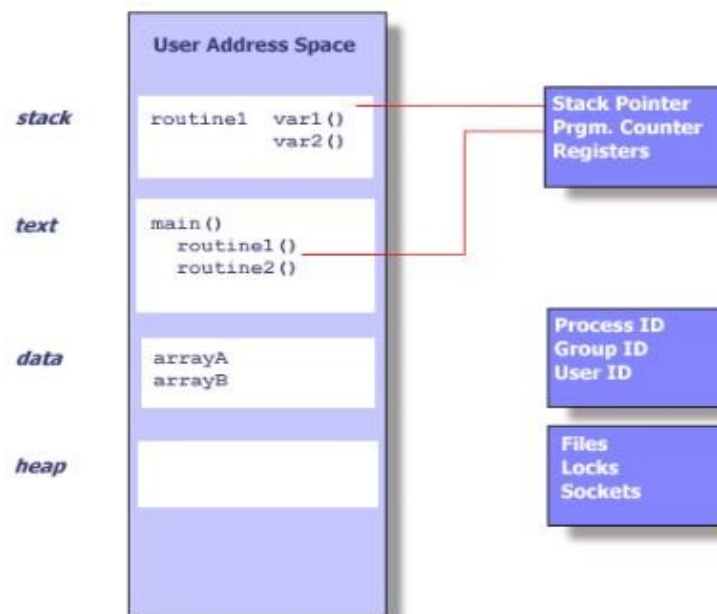 User Address Space
stack
routine1 var1()
var2()
text
main()
routine1()
routine2()
data
arrayA
arrayB
heap
Stack Pointer
Prgm. Counter
Registers
Process ID
Group ID
User ID
Files
Locks
Sockets